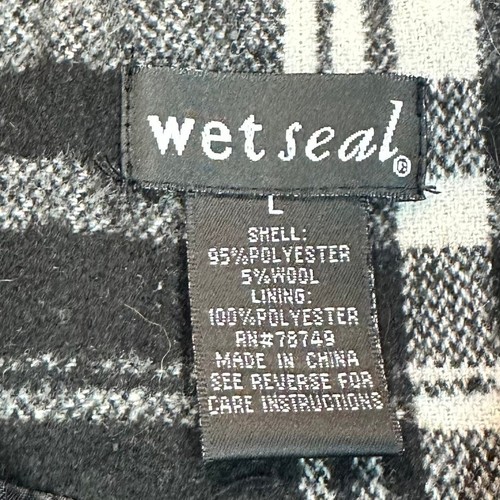 wet seal®
L
SHELL:
95%POLYESTER
5%WOOL
LINING:
100%POLYESTER
RN#78749
MADE IN CHINA
SEE REVERSE FOR
CARE INSTRUCTIONS